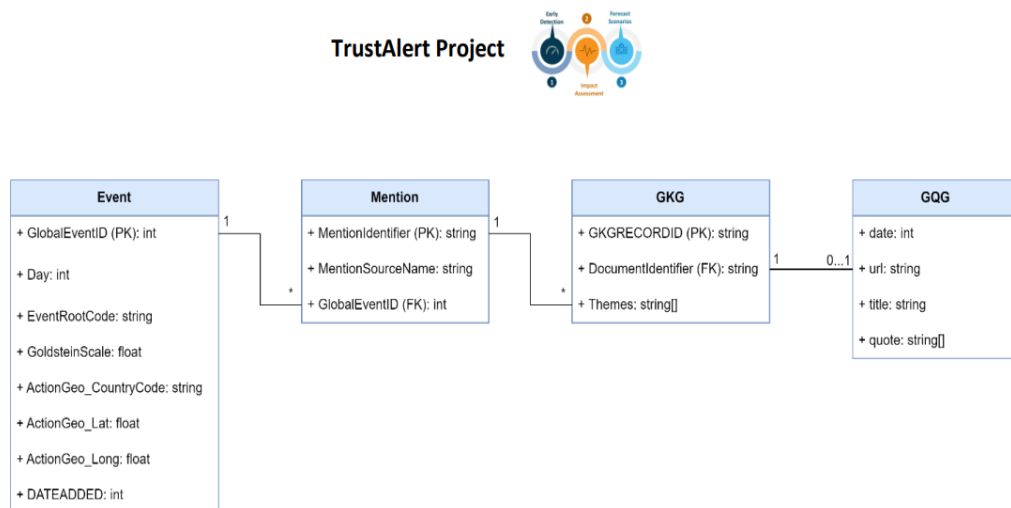 TrustAlert Project
Early
Detection
2
Forecast
Scenarios
1
Impact
Assessment
3
Event
+ GlobalEventID (PK): int
+ Day: int
+ EventRootCode: string
+ GoldsteinScale: float
+ ActionGeo_CountryCode: string
+ ActionGeo_Lat: float
+ ActionGeo_Long: float
+ DATEADDED: int
1
*
Mention
+ MentionIdentifier (PK): string
+ MentionSourceName: string
+ GlobalEventID (FK): int
1
*
GKG
+ GKGRECORDID (PK): string
+ DocumentIdentifier (FK): string
+ Themes: string[]
1
0...1
GQG
+ date: int
+ url: string
+ title: string
+ quote: string[]